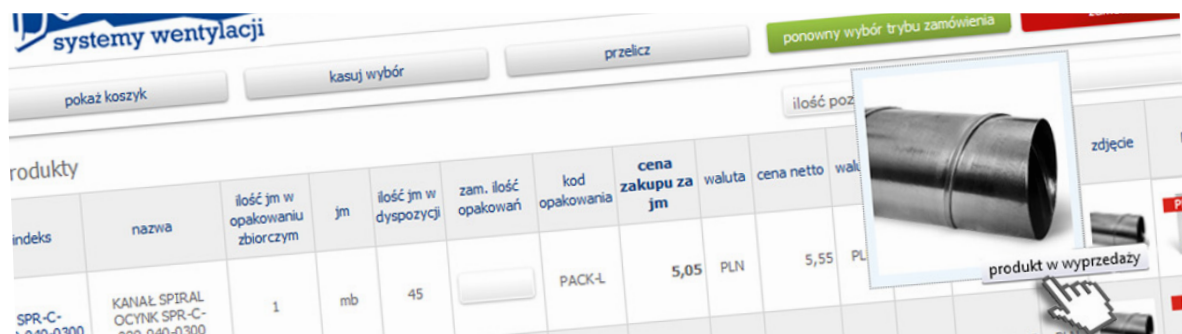 systemy wentylacji
pokaż koszyk
kasuj wybór
przelicz
ponowny wybór trybu zamówienia
ilość
indeks
nazwa
ilość jm w
opakowaniu
zbiorczym
jm
ilość jm w
dyspozycji
zam. ilość
opakowań
kod
opakowania
cena
zakupu za
jm
waluta
cena netto
zdjęcie
SPR-C-
KANAŁ SPIRAL
OCYNK SPR-C-
1
mb
45
PACK-L
5,05
PLN
5,55
produkt w wyprzedaży